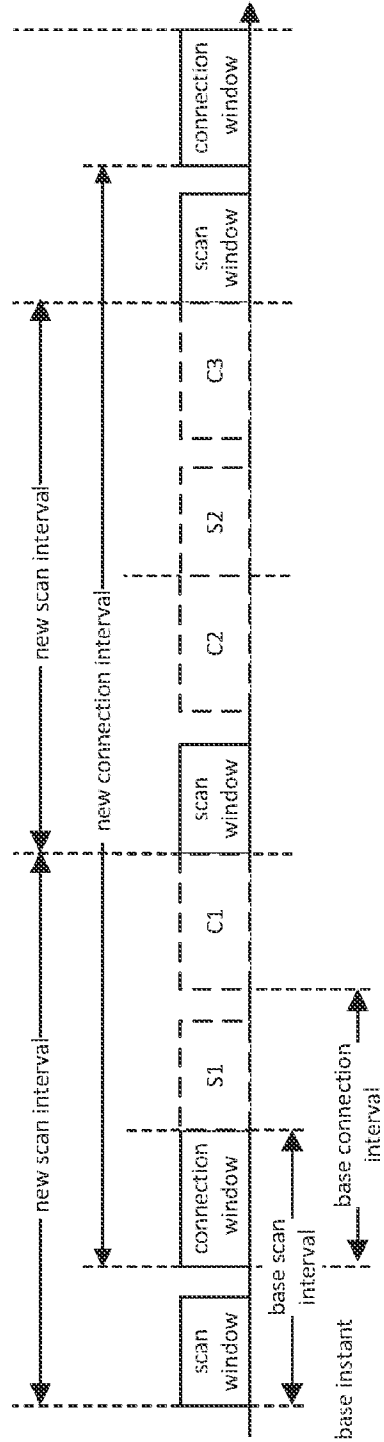 new scan interval
new scan interval
new connection interval
scan
window
connection
window
S1
C1
scan
window
C2
S2
C3
scan
window
connection
window
base scan
interval
base connection
interval
base instant